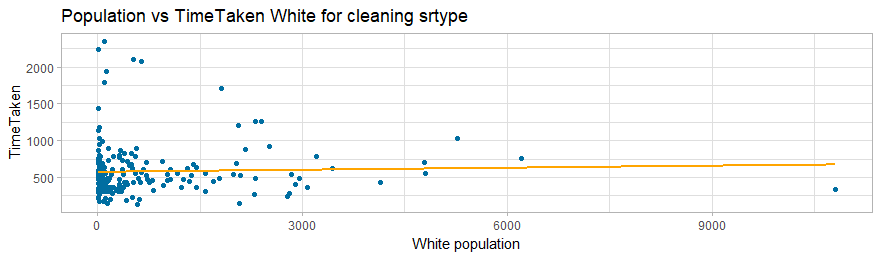 Population vs TimeTaken White for cleaning srtype
TimeTaken
2000
1500
1000
500
0 3000 6000 9000
White population